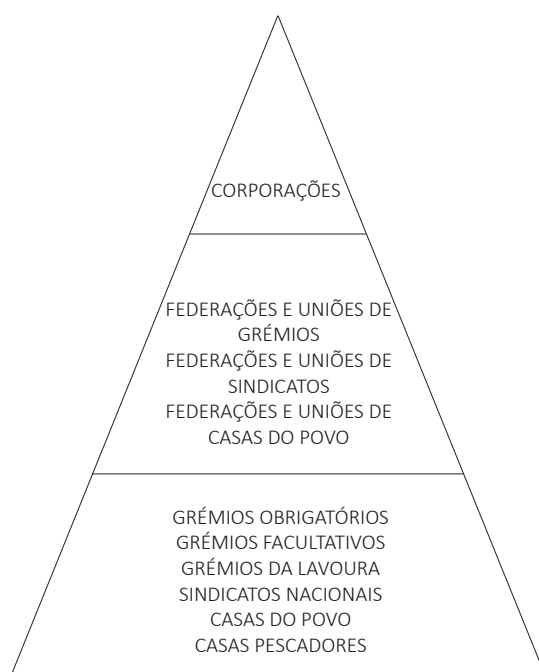 CORPORAÇÕES
FEDERAÇÕES E UNIÕES DE
GRÉMIOS
FEDERAÇÕES E UNIÕES DE
SINDICATOS
FEDERAÇÕES E UNIÕES DE
CASAS DO POVO
GRÉMIOS OBRIGATÓRIOS
GRÉMIOS FACULTATIVOS
GRÉMIOS DA LAVOURA
SINDICATOS NACIONAIS
CASAS DO POVO
CASAS PESCADORES